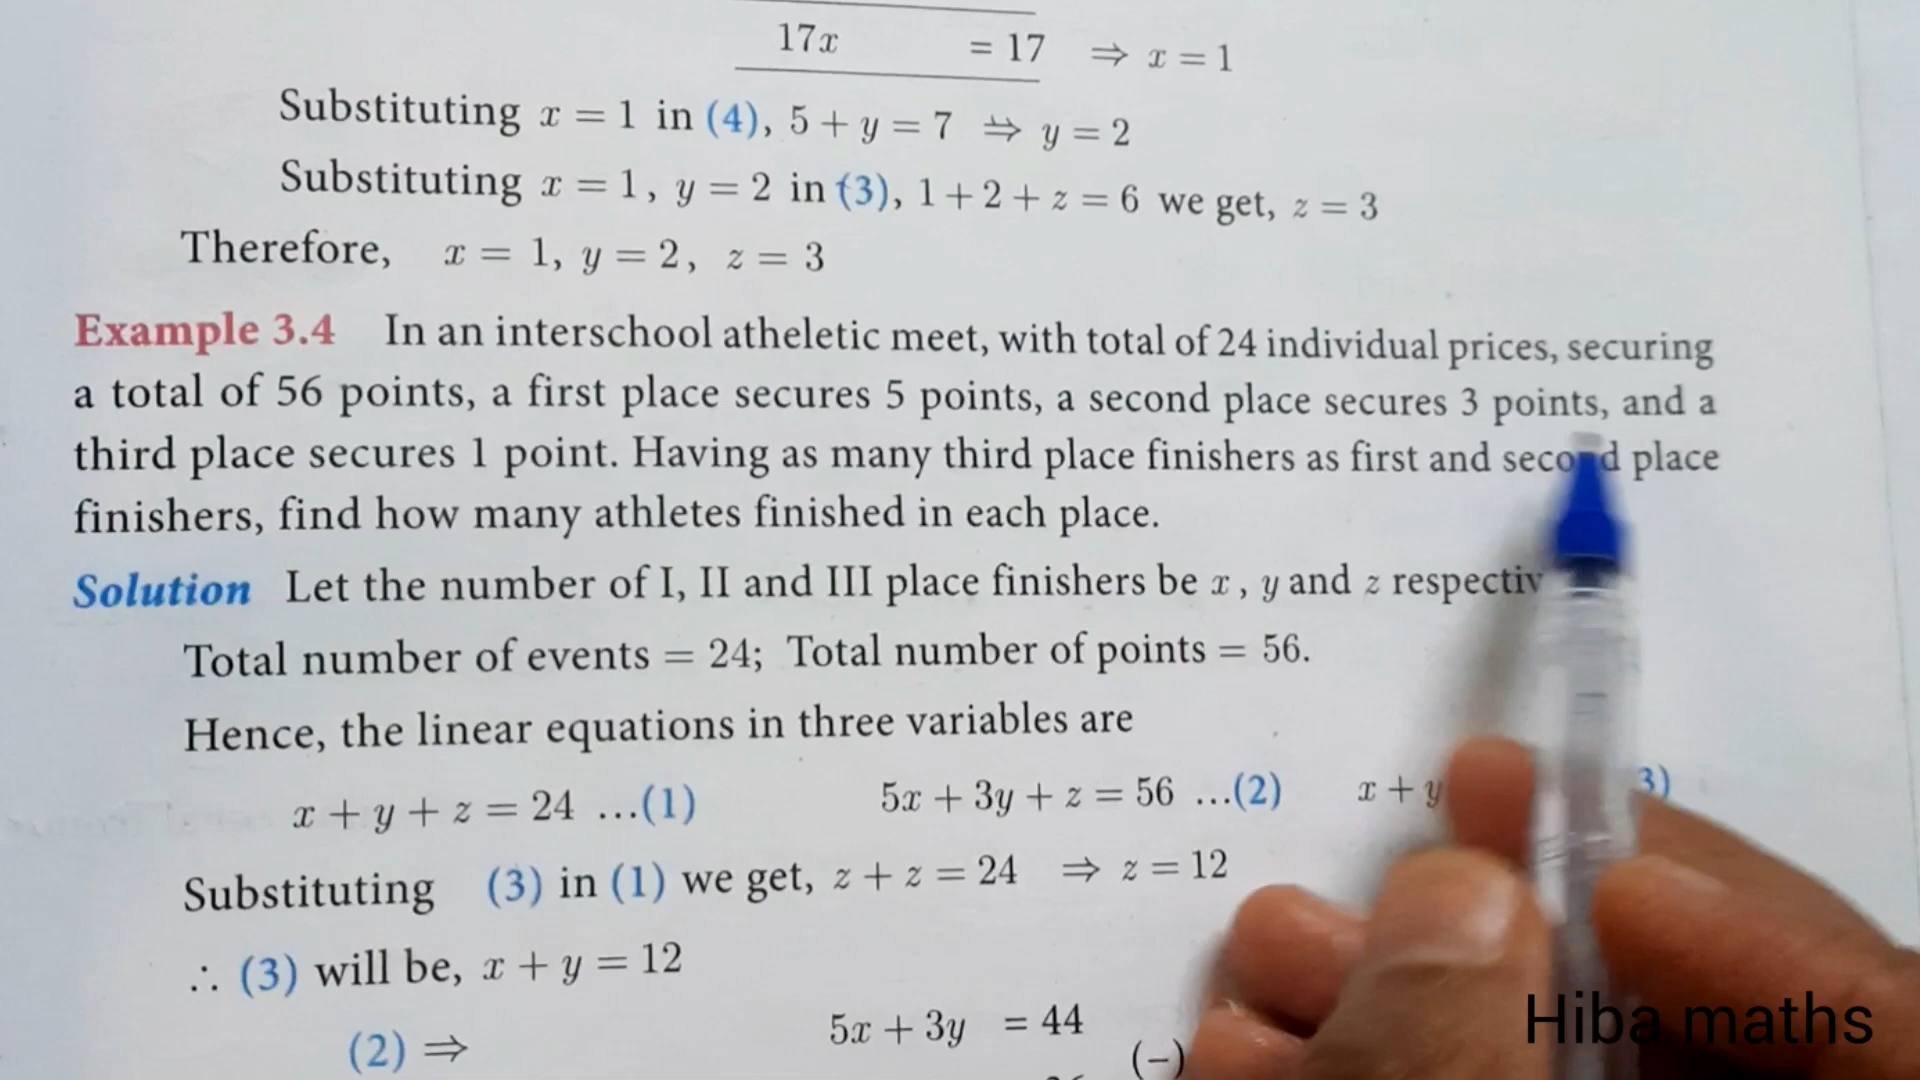 17x = 17 ⇒ x = 1
Substituting x = 1 in (4), 5 + y = 7 ⇒ y = 2
Substituting x = 1, y = 2 in (3), 1 + 2 + z = 6 we get, z = 3
Therefore, x = 1, y = 2, z = 3
Example 3.4 In an interschool atheletic meet, with total of 24 individual prices, securing
a total of 56 points, a first place secures 5 points, a second place secures 3 points, and a
third place secures 1 point. Having as many third place finishers as first and second place
finishers, find how many athletes finished in each place.
Solution Let the number of I, II and III place finishers be x, y and z respectiv
Total number of events = 24; Total number of points = 56.
Hence, the linear equations in three variables are
x + y + z = 24 ...(1) 5x + 3y + z = 56 ...(2) x + y 3)
Substituting (3) in (1) we get, z + z = 24 ⇒ z = 12
∴ (3) will be, x + y = 12
(2) ⇒ 5x + 3y = 44
(−)
Hiba maths